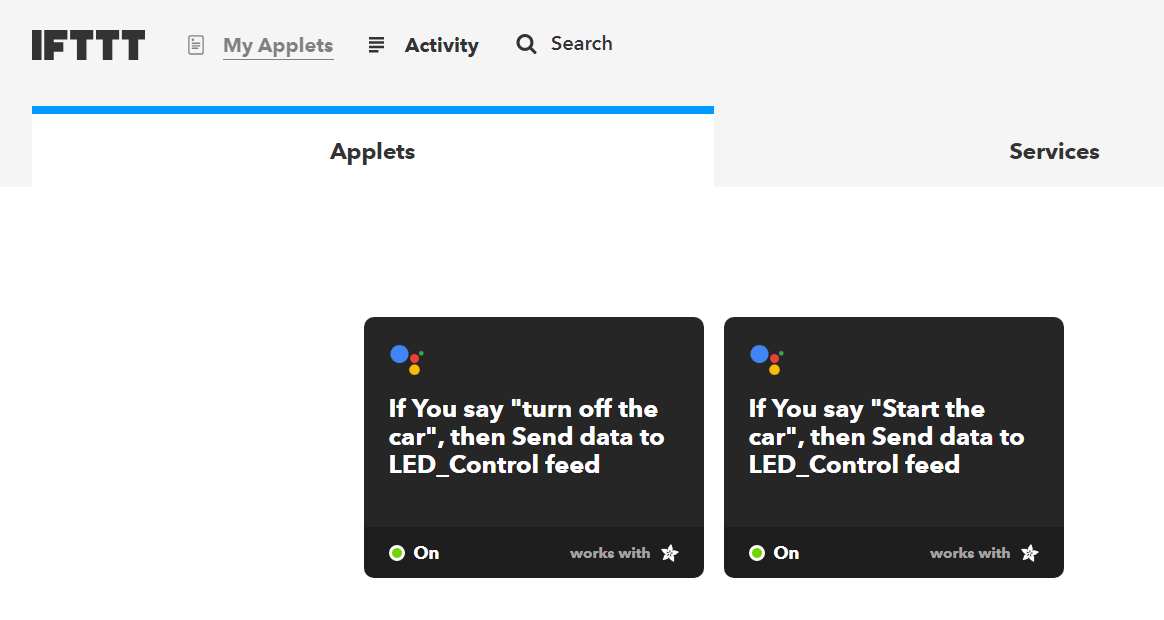 IFTTT My Applets Activity Search
Applets Services
If You say "turn off the
car", then Send data to
LED_Control feed
On works with
If You say "Start the
car", then Send data to
LED_Control feed
On works with